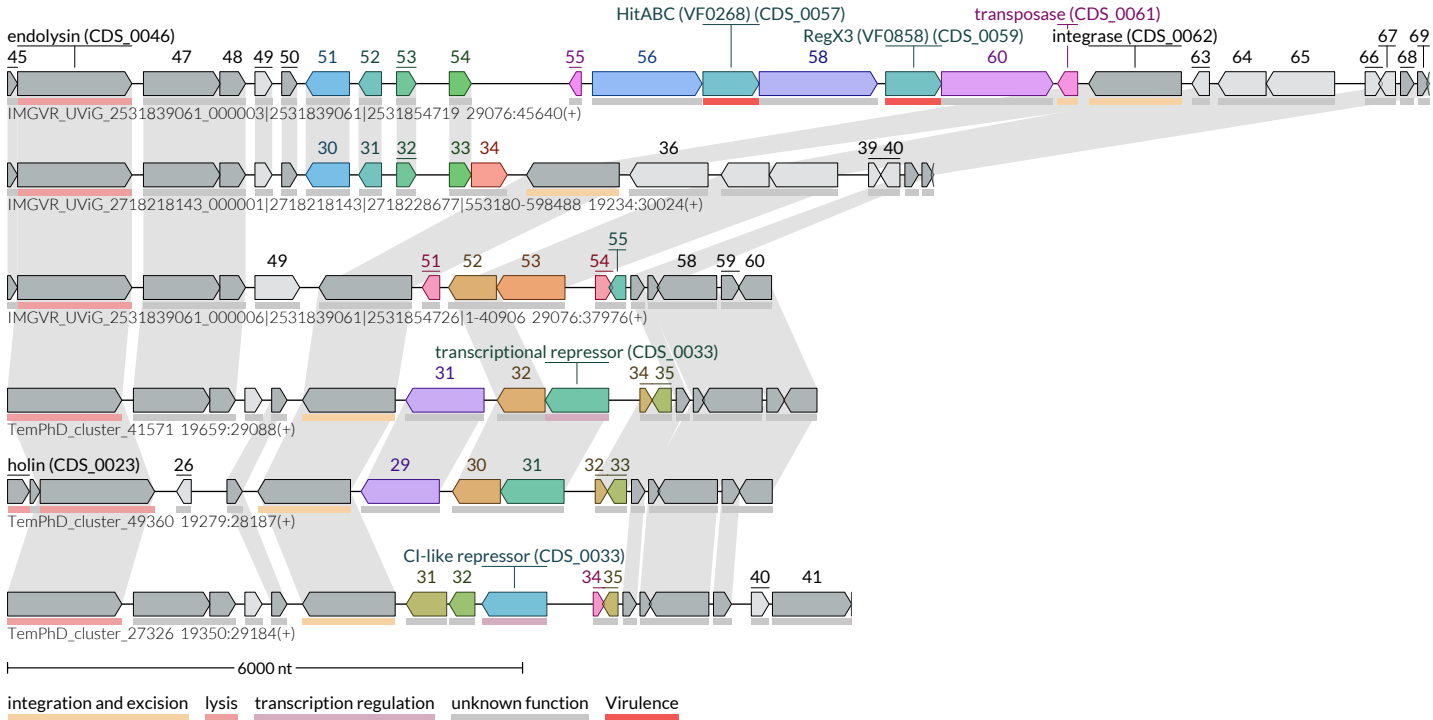 HitABC (VF0268) (CDS_0057) transposase (CDS_0061)
endolysin (CDS_0046) RegX3 (VF0858) (CDS_0059) integrase (CDS_0062)
45 47 48 49 50 51 52 53 54 55 56 58 60 63 64 65 66 67 68 69
IMGVR_UViG_2531839061_000003|2531839061|2531854719 29076:45640(+)
30 31 32 33 34 36 39 40
IMGVR_UViG_2718218143_000001|2718218143|2718228677|553180-598488 19234:30024(+)
49 51 52 53 54 55 58 59 60
IMGVR_UViG_2531839061_000006|2531839061|2531854726|1-40906 29076:37976(+)
transcriptional repressor (CDS_0033)
31 32 34 35
TemPhD_cluster_41571 19659:29088(+)
holin (CDS_0023) 26 29 30 31 32 33
TemPhD_cluster_49360 19279:28187(+)
CI-like repressor (CDS_0033)
31 32 34 35 40 41
TemPhD_cluster_27326 19350:29184(+)
6000 nt
integration and excision lysis transcription regulation unknown function Virulence